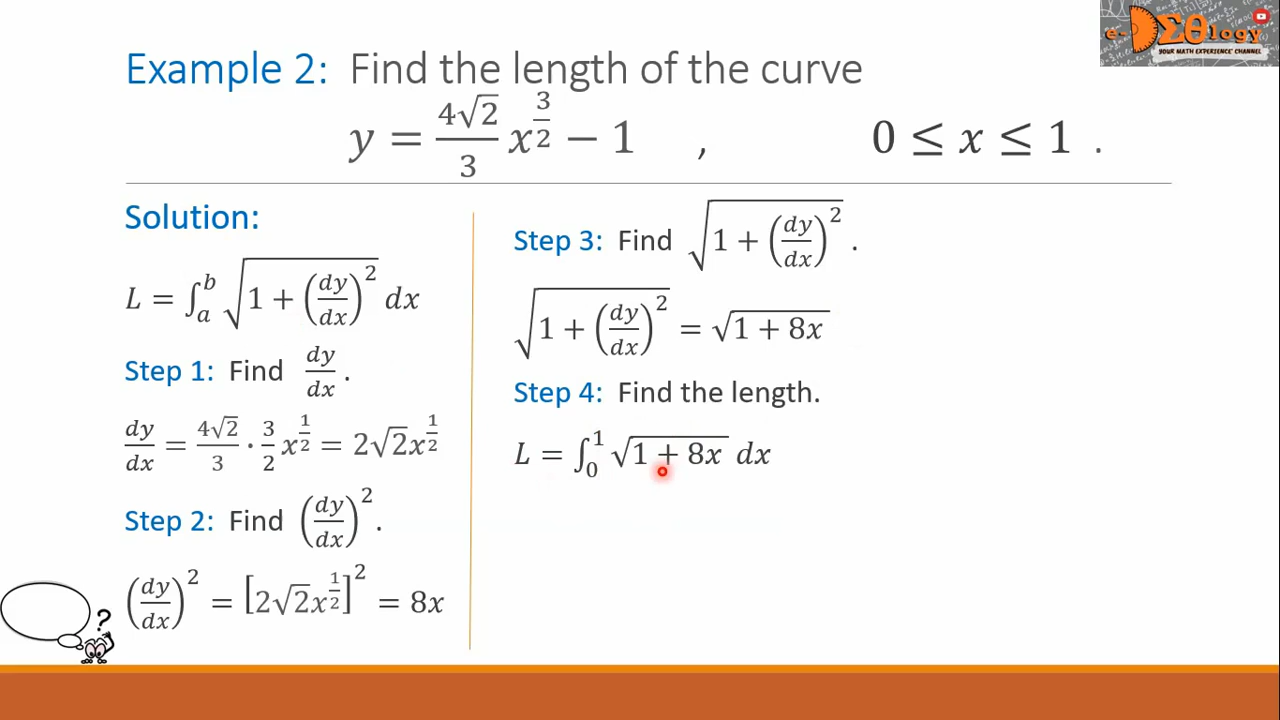 e-DΣθlogy
YOUR MATH EXPERIENCE CHANNEL
Example 2: Find the length of the curve
y = 4√2/3 x^(3/2) − 1 , 0 ≤ x ≤ 1 .
Solution:
L = ∫_a^b √(1 + (dy/dx)^2) dx
Step 1: Find dy/dx .
dy/dx = 4√2/3 · 3/2 x^(1/2) = 2√2x^(1/2)
Step 2: Find (dy/dx)^2.
(dy/dx)^2 = [2√2x^(1/2)]^2 = 8x
?
Step 3: Find √(1 + (dy/dx)^2) .
√(1 + (dy/dx)^2) = √(1 + 8x)
Step 4: Find the length.
L = ∫_0^1 √(1 + 8x) dx